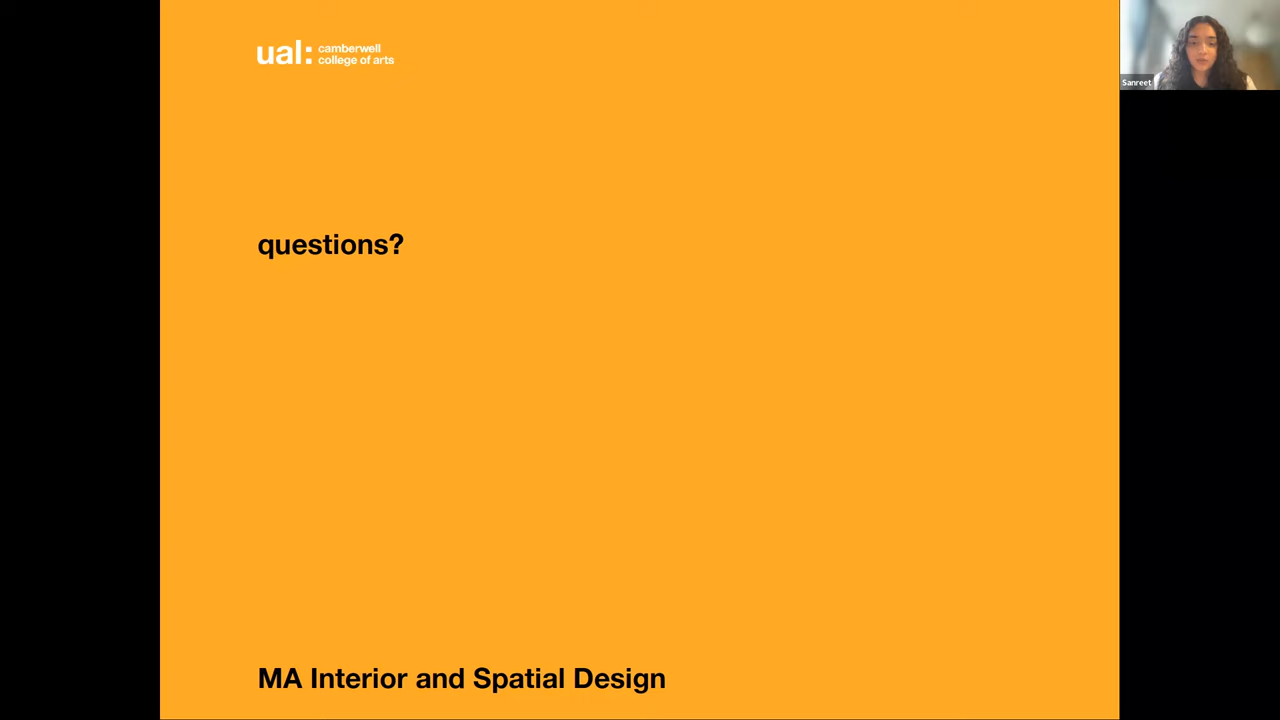 ual: camberwell
college of arts
Sanreet
questions?
MA Interior and Spatial Design